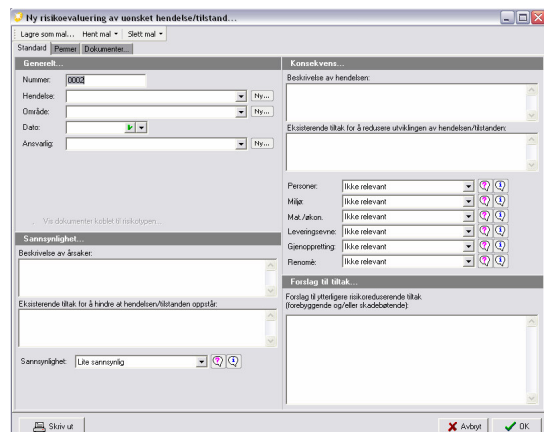 Ny risikoevaluering av uønsket hendelse/tilstand...
Lagre som mal... Hent mal Slett mal
Standard Permer Dokumenter...
Generelt...
Nummer: 0002
Hendelse: Ny...
Område: Ny...
Dato:
Ansvarlig: Ny...
... Vis dokumenter koblet til risikotypen...
Sannsynlighet...
Beskrivelse av årsaker:
Eksisterende tiltak for å hindre at hendelsen/tilstanden oppstår:
Sannsynlighet: Lite sannsynlig
Konsekvens...
Beskrivelse av hendelsen:
Eksisterende tiltak for å redusere utviklingen av hendelsen/tilstanden:
Personer: Ikke relevant
Miljø: Ikke relevant
Mat./økon. Ikke relevant
Leveringsevne: Ikke relevant
Gjenoppretting: Ikke relevant
Renomè: Ikke relevant
Forslag til tiltak...
Forslag til ytterligere risikoreduserende tiltak
(forebyggende og/eller skadebøtende):
Skriv ut Avbryt OK